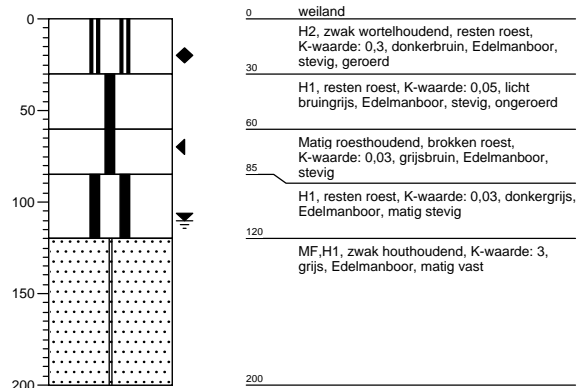 0
50
100
150
200
0
weiland
H2, zwak wortelhoudend, resten roest,
K-waarde: 0,3, donkerbruin, Edelmanboor,
stevig, geroerd
30
H1, resten roest, K-waarde: 0,05, licht
bruingrijs, Edelmanboor, stevig, ongeroerd
60
Matig roesthoudend, brokken roest,
K-waarde: 0,03, grijsbruin, Edelmanboor,
stevig
85
H1, resten roest, K-waarde: 0,03, donkergrijs,
Edelmanboor, matig stevig
120
MF,H1, zwak houthoudend, K-waarde: 3,
grijs, Edelmanboor, matig vast
200